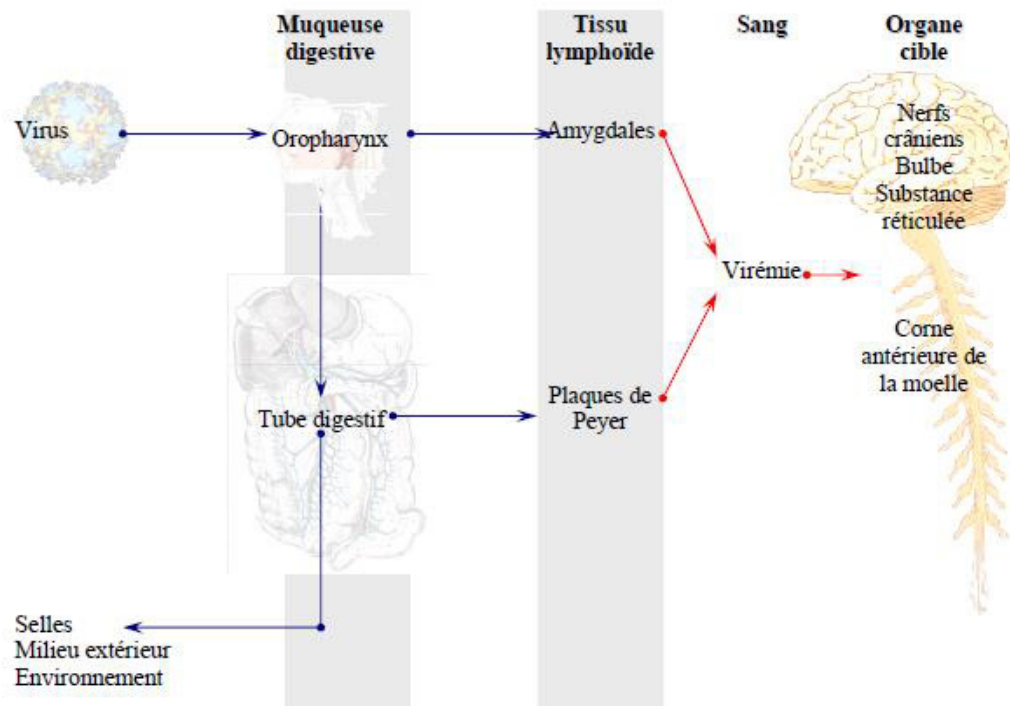 Muqueuse
digestive
Tissu
lymphoïde
Sang
Organe
cible
Virus
Oropharynx
Amygdales
Nerfs
crâniens
Bulbe
Substance
réticulée
Virémie
Corne
antérieure de
la moelle
Tube digestif
Plaques de
Peyer
Selles
Milieu extérieur
Environnement